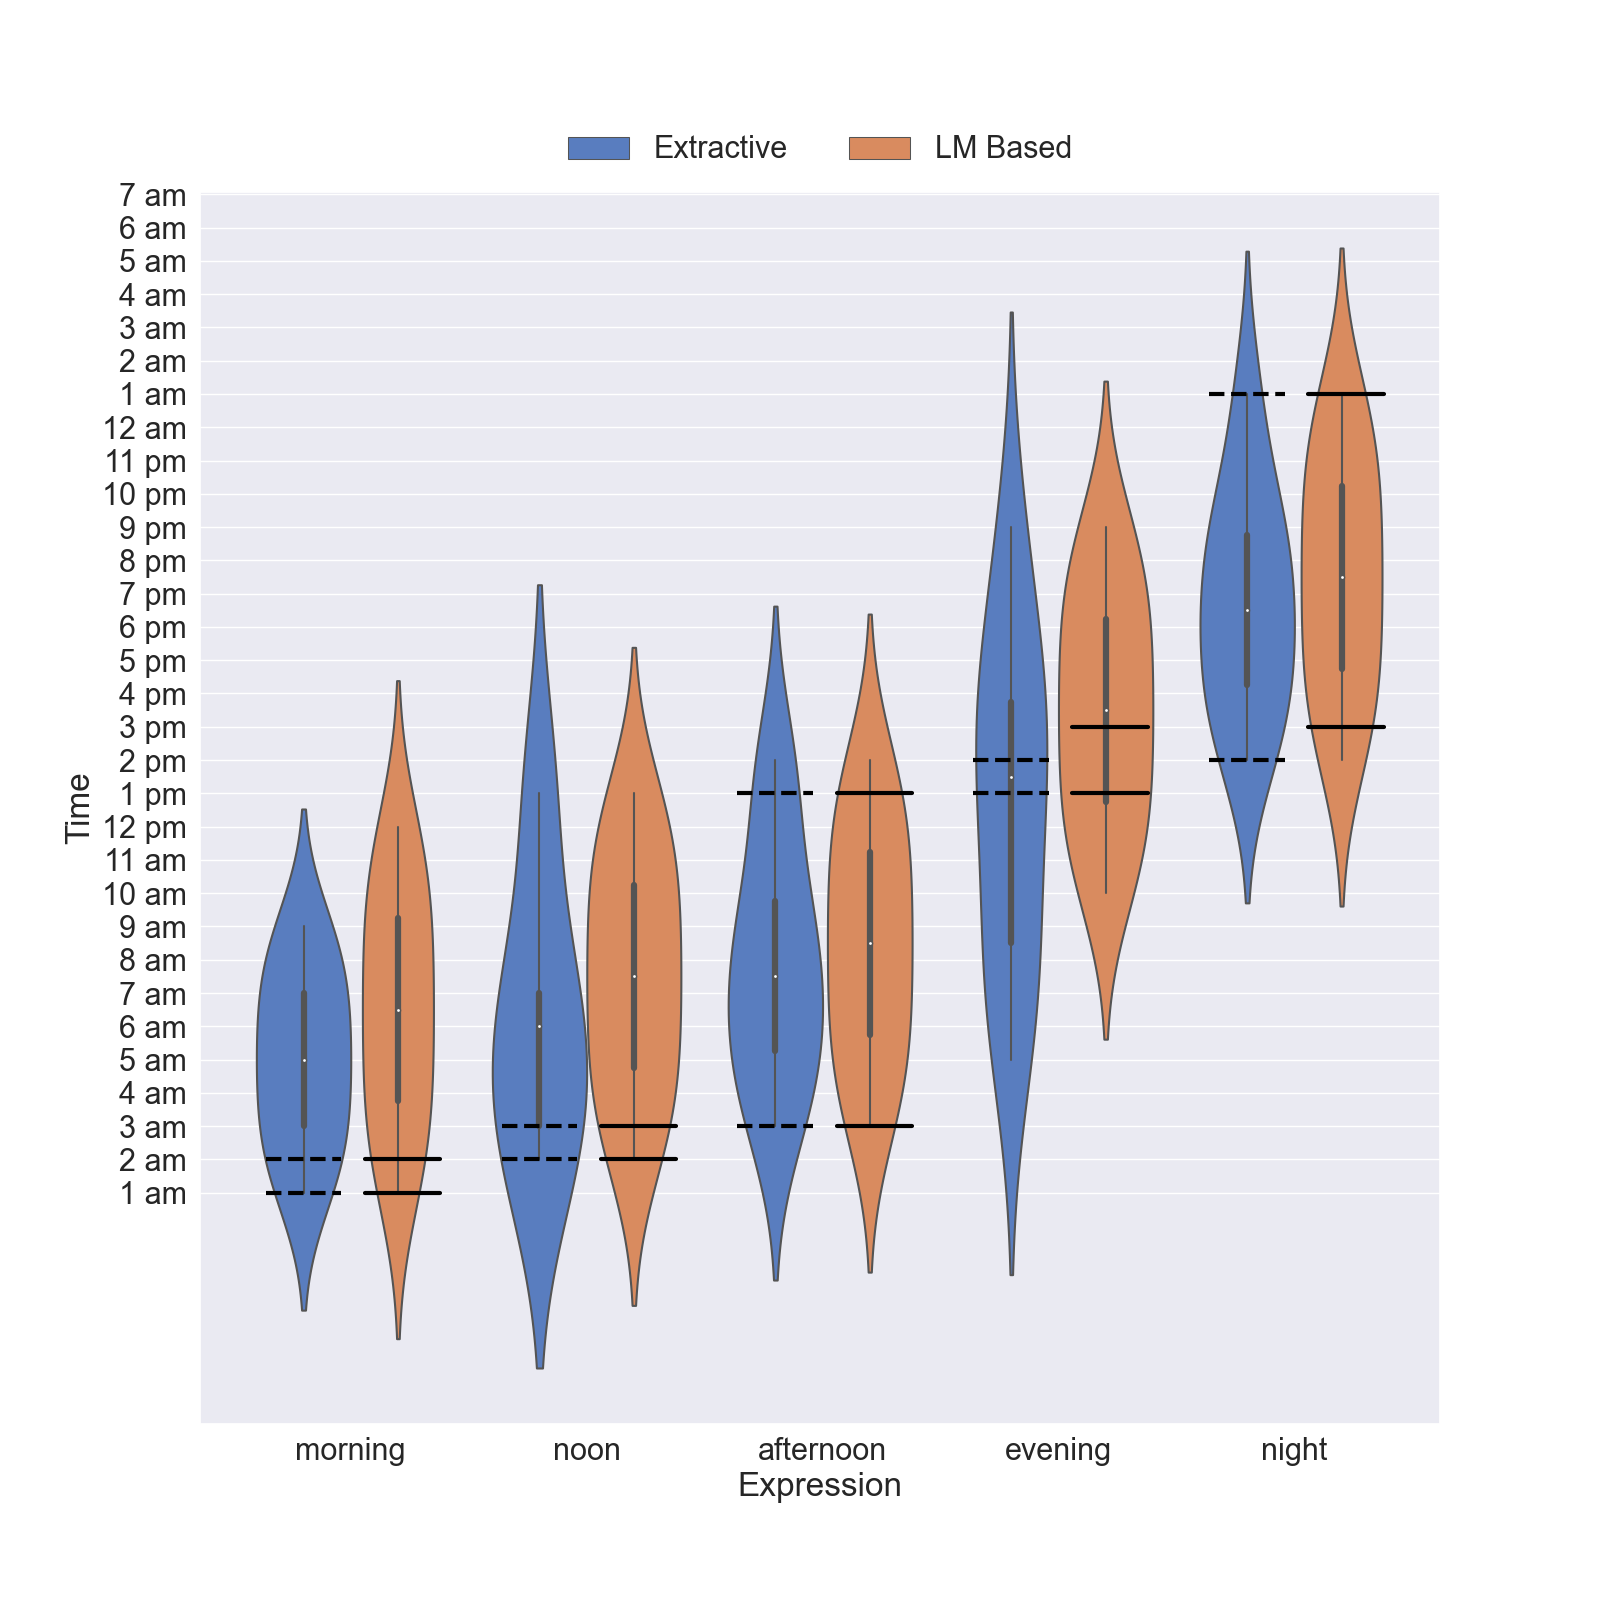 Extractive LM Based
7 am
6 am
5 am
4 am
3 am
2 am
1 am
12 am
11 pm
10 pm
9 pm
8 pm
7 pm
6 pm
5 pm
4 pm
3 pm
2 pm
1 pm
12 pm
11 am
10 am
9 am
8 am
7 am
6 am
5 am
4 am
3 am
2 am
1 am
Time
morning noon afternoon evening night
Expression